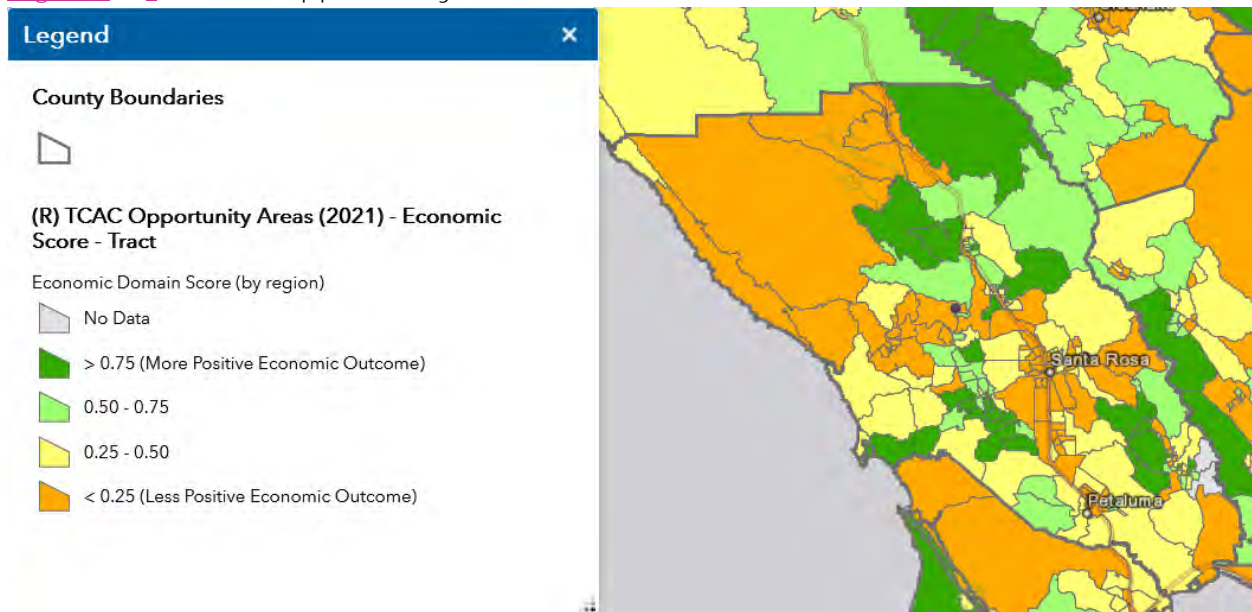 Legend ×
County Boundaries
(R) TCAC Opportunity Areas (2021) - Economic
Score - Tract
Economic Domain Score (by region)
No Data
> 0.75 (More Positive Economic Outcome)
0.50 - 0.75
0.25 - 0.50
< 0.25 (Less Positive Economic Outcome)
Santa Rosa
Petaluma